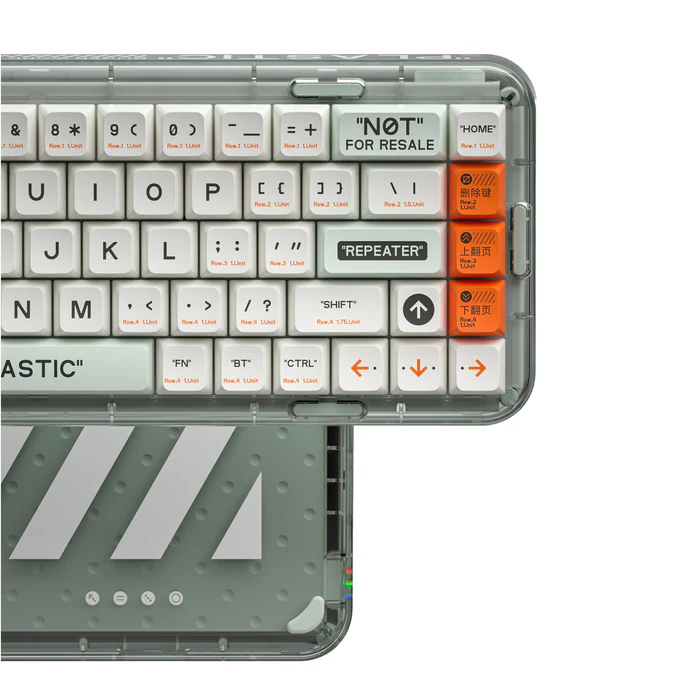 & 8 * 9 ( 0 ) - _ = + "NØT" "HOME"
Row.1 1.Unit Row.1 1.Unit Row.1 1.Unit Row.1 1.Unit Row.1 1.Unit FOR RESALE Row.1 1.Unit
U I O P [ { ] } \ | 删除键
Row.2 1.Unit Row.2 1.Unit Row.2 1.5.Unit Row.2 1.Unit
J K L ; : ' " "REPEATER" 上翻页
Row.3 1.Unit Row.3 1.Unit Row.3 1.Unit
N M , < . > / ? "SHIFT" 下翻页
Row.4 1.Unit Row.4 1.Unit Row.4 1.Unit Row.4 1.75.Unit Row.4 1.Unit
ASTIC" "FN" "BT" "CTRL"
Row.4 1.Unit Row.4 1.Unit Row.4 1.Unit